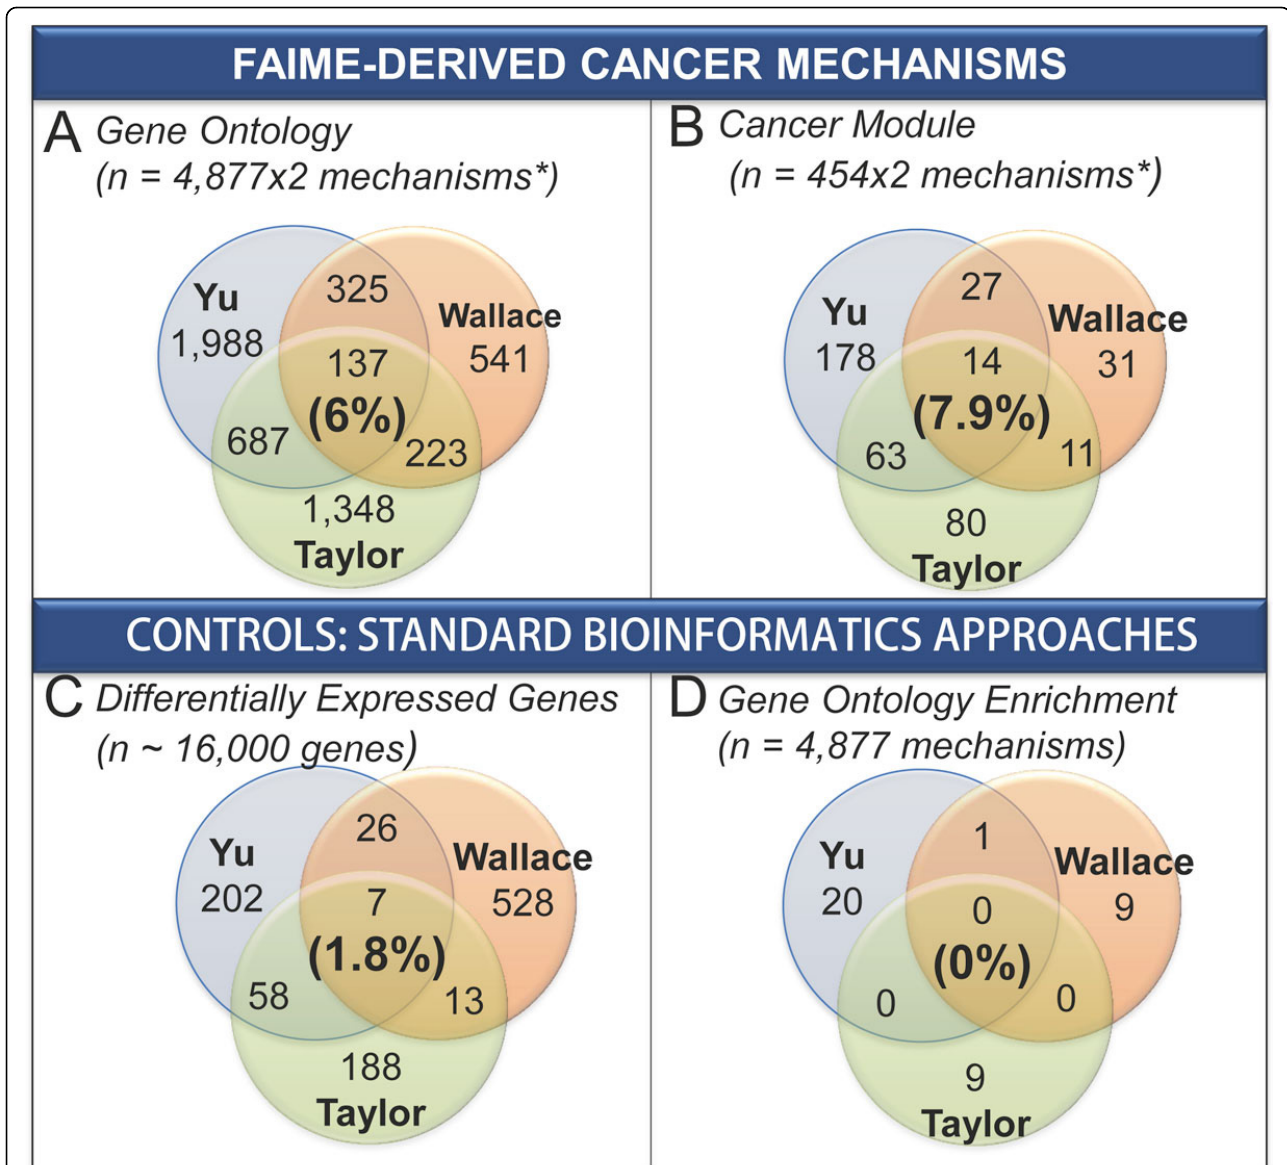 FAIME-DERIVED CANCER MECHANISMS
A Gene Ontology
(n = 4,877x2 mechanisms*)
325
Yu
1,988
Wallace
541
137
(6%)
687
223
1,348
Taylor
B Cancer Module
(n = 454x2 mechanisms*)
27
Yu
178
Wallace
31
14
(7.9%)
63
11
80
Taylor
CONTROLS: STANDARD BIOINFORMATICS APPROACHES
C Differentially Expressed Genes
(n ~ 16,000 genes)
26
Yu
202
Wallace
528
7
(1.8%)
58
13
188
Taylor
D Gene Ontology Enrichment
(n = 4,877 mechanisms)
1
Yu
20
Wallace
9
0
(0%)
0
0
9
Taylor